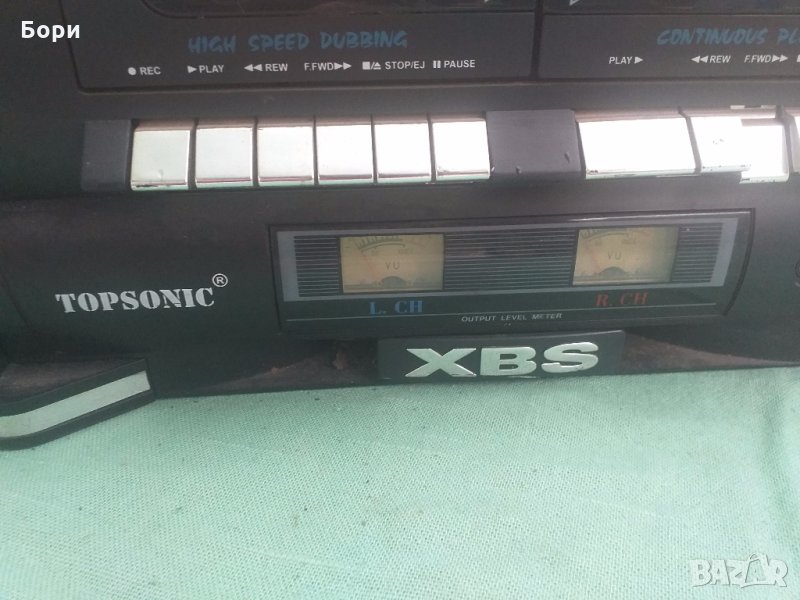 Бори
HIGH SPEED DUBBING
CONTINUOUS
● REC ▶PLAY ◀◀REW F.FWD▶▶ ■/▲ STOP/EJ ❚❚PAUSE
PLAY▶ ◀◀REW F.FWD▶▶
VU
VU
TOPSONIC®
L. CH
R. CH
OUTPUT LEVEL METER
XBS
BAZAR